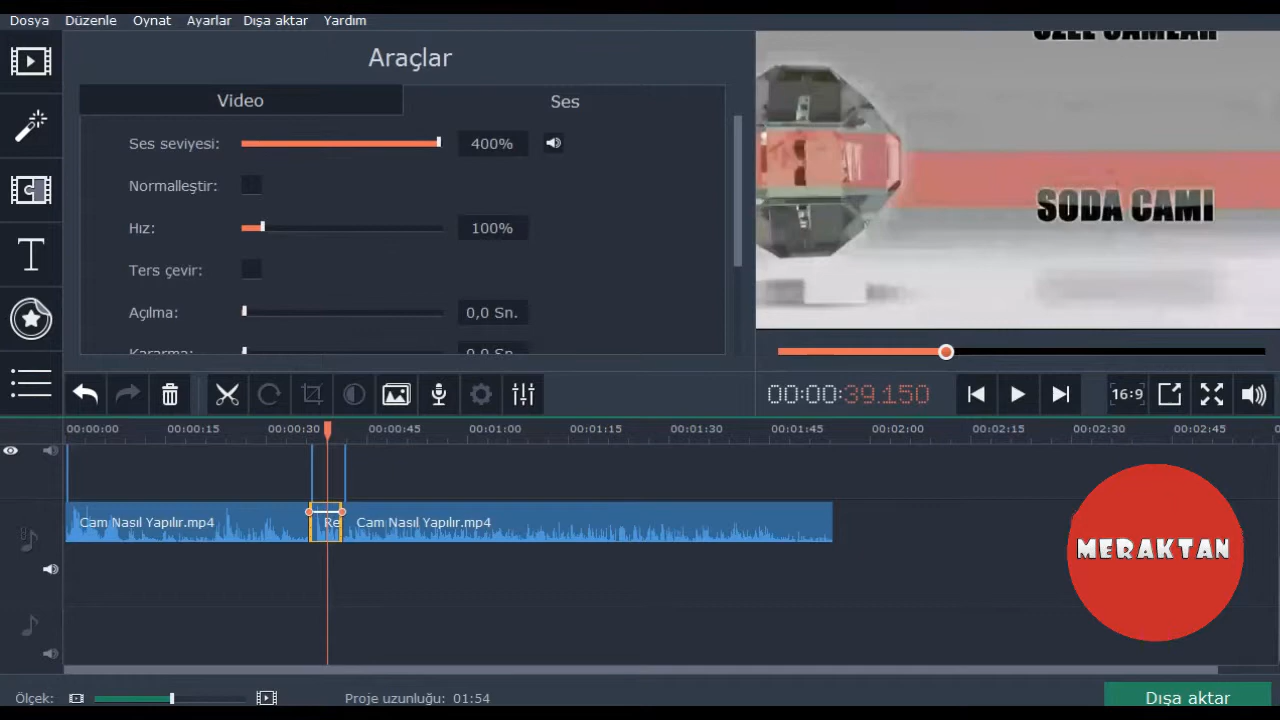 Dosya Düzenle Oynat Ayarlar Dışa aktar Yardım
Araçlar
Video Ses
Ses seviyesi: 400%
Normalleştir:
Hız: 100%
Ters çevir:
Açılma: 0,0 Sn.
Kararma: 0,0 Sn.
ÖZEL CAMLAR
SODA CAMI
00:00:39.150
16:9
00:00:00 00:00:15 00:00:30 00:00:45 00:01:00 00:01:15 00:01:30 00:01:45 00:02:00 00:02:15 00:02:30 00:02:45
Cam Nasıl Yapılır.mp4 Re Cam Nasıl Yapılır.mp4
MERAKTAN
Ölçek: Proje uzunluğu: 01:54
Dışa aktar